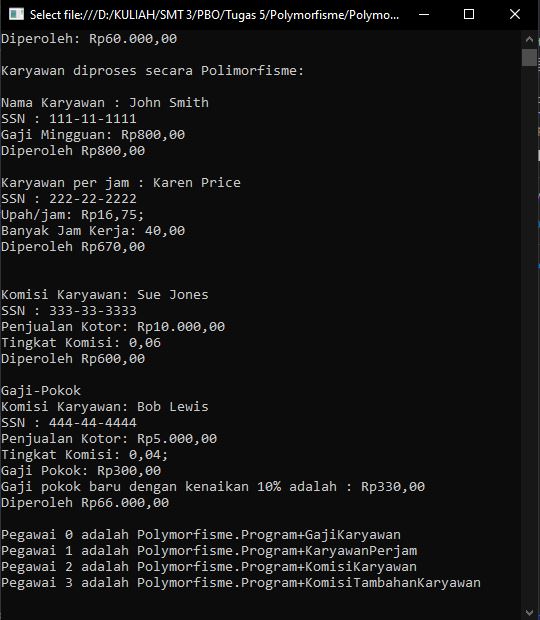 Select file:///D:/KULIAH/SMT 3/PBO/Tugas 5/Polymorfisme/Polymo...
Diperoleh: Rp60.000,00
Karyawan diproses secara Polimorfisme:
Nama Karyawan : John Smith
SSN : 111-11-1111
Gaji Mingguan: Rp800,00
Diperoleh Rp800,00
Karyawan per jam : Karen Price
SSN : 222-22-2222
Upah/jam: Rp16,75;
Banyak Jam Kerja: 40,00
Diperoleh Rp670,00
Komisi Karyawan: Sue Jones
SSN : 333-33-3333
Penjualan Kotor: Rp10.000,00
Tingkat Komisi: 0,06
Diperoleh Rp600,00
Gaji-Pokok
Komisi Karyawan: Bob Lewis
SSN : 444-44-4444
Penjualan Kotor: Rp5.000,00
Tingkat Komisi: 0,04;
Gaji Pokok: Rp300,00
Gaji pokok baru dengan kenaikan 10% adalah : Rp330,00
Diperoleh Rp66.000,00
Pegawai 0 adalah Polymorfisme.Program+GajiKaryawan
Pegawai 1 adalah Polymorfisme.Program+KaryawanPerjam
Pegawai 2 adalah Polymorfisme.Program+KomisiKaryawan
Pegawai 3 adalah Polymorfisme.Program+KomisiTambahanKaryawan